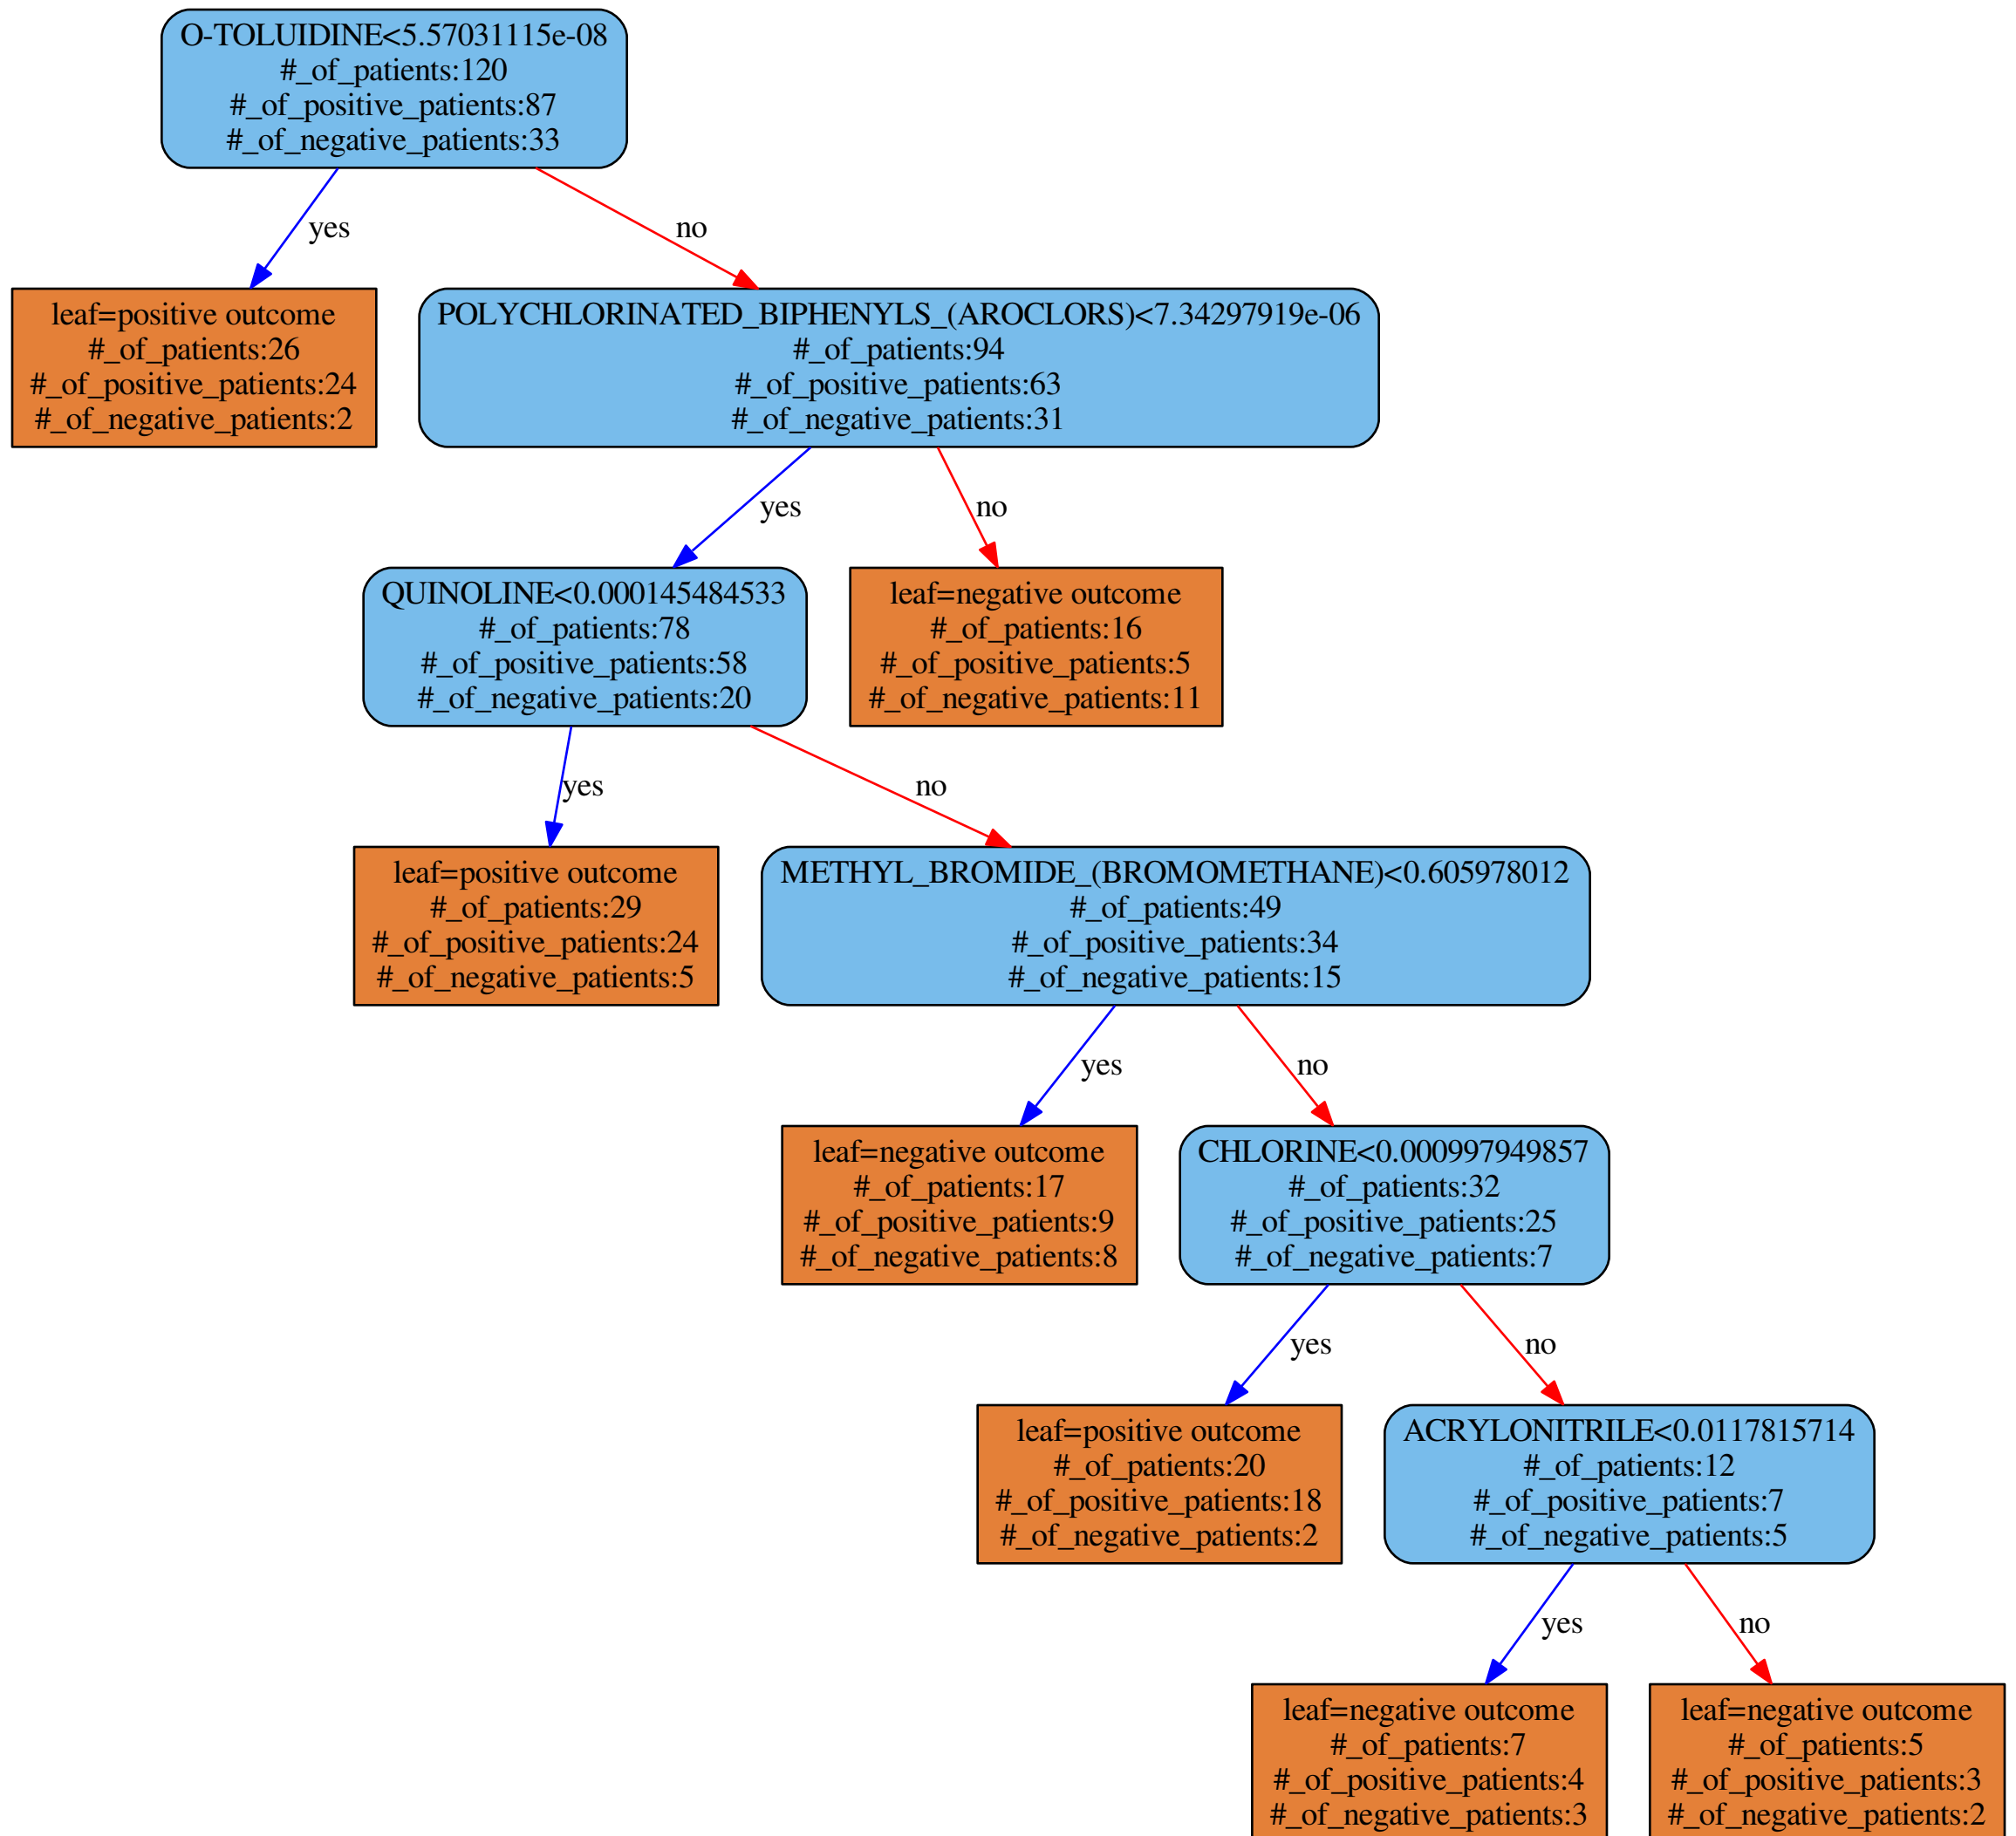 O-TOLUIDINE<5.57031115e-08
#_of_patients:120
#_of_positive_patients:87
#_of_negative_patients:33
yes
no
leaf=positive outcome
#_of_patients:26
#_of_positive_patients:24
#_of_negative_patients:2
POLYCHLORINATED_BIPHENYLS_(AROCLORS)<7.34297919e-06
#_of_patients:94
#_of_positive_patients:63
#_of_negative_patients:31
yes
no
QUINOLINE<0.000145484533
#_of_patients:78
#_of_positive_patients:58
#_of_negative_patients:20
leaf=negative outcome
#_of_patients:16
#_of_positive_patients:5
#_of_negative_patients:11
yes
no
leaf=positive outcome
#_of_patients:29
#_of_positive_patients:24
#_of_negative_patients:5
METHYL_BROMIDE_(BROMOMETHANE)<0.605978012
#_of_patients:49
#_of_positive_patients:34
#_of_negative_patients:15
yes
no
leaf=negative outcome
#_of_patients:17
#_of_positive_patients:9
#_of_negative_patients:8
CHLORINE<0.000997949857
#_of_patients:32
#_of_positive_patients:25
#_of_negative_patients:7
yes
no
leaf=positive outcome
#_of_patients:20
#_of_positive_patients:18
#_of_negative_patients:2
ACRYLONITRILE<0.0117815714
#_of_patients:12
#_of_positive_patients:7
#_of_negative_patients:5
yes
no
leaf=negative outcome
#_of_patients:7
#_of_positive_patients:4
#_of_negative_patients:3
leaf=negative outcome
#_of_patients:5
#_of_positive_patients:3
#_of_negative_patients:2